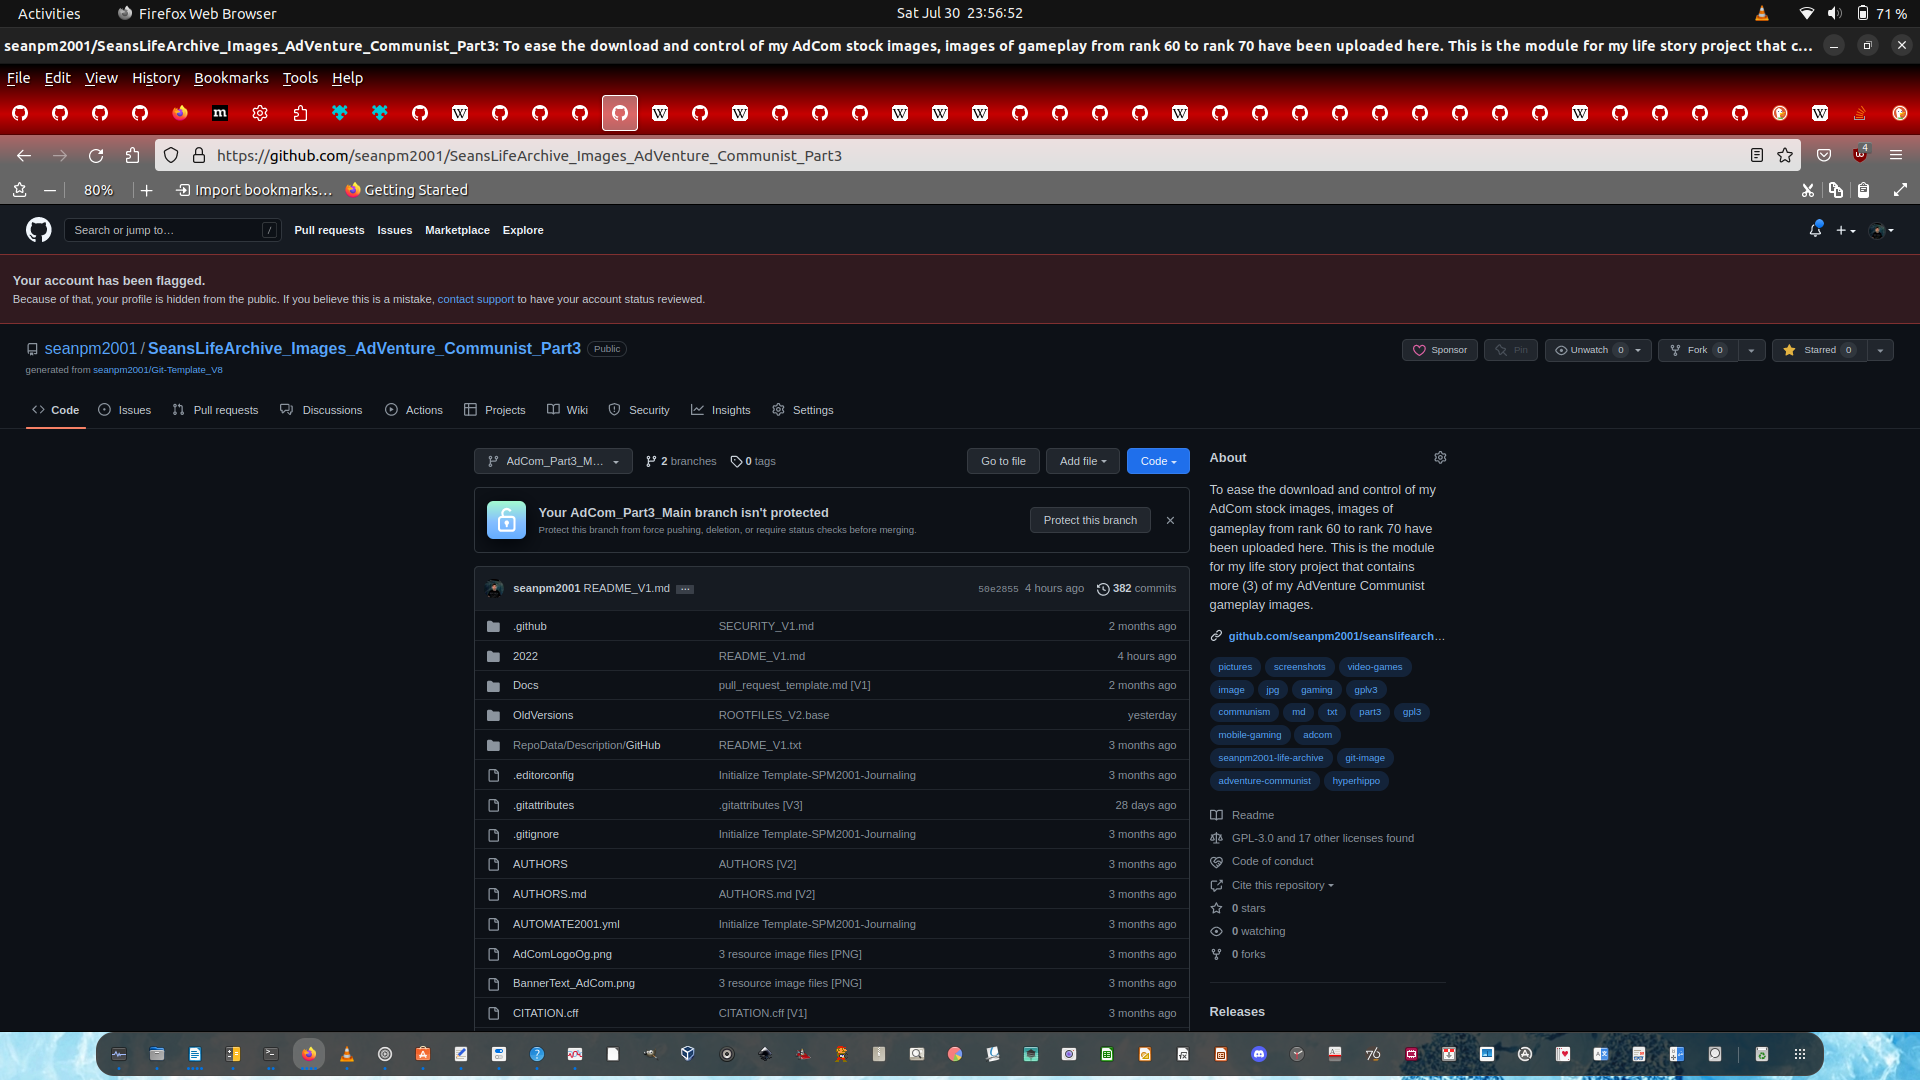 Activities
Firefox Web Browser
Sat Jul 30 23:56:52
71 %
seanpm2001/SeansLifeArchive_Images_AdVenture_Communist_Part3: To ease the download and control of my AdCom stock images, images of gameplay from rank 60 to rank 70 have been uploaded here. This is the module for my life story project that c...
File Edit View History Bookmarks Tools Help
https://github.com/seanpm2001/SeansLifeArchive_Images_AdVenture_Communist_Part3
4
80%
Import bookmarks...
Getting Started
Search or jump to...
/
Pull requests Issues Marketplace Explore
Your account has been flagged.
Because of that, your profile is hidden from the public. If you believe this is a mistake, contact support to have your account status reviewed.
seanpm2001 / SeansLifeArchive_Images_AdVenture_Communist_Part3 Public
generated from seanpm2001/Git-Template_V8
Sponsor
Pin
Unwatch 0
Fork 0
Starred 0
Code Issues Pull requests Discussions Actions Projects Wiki Security Insights Settings
AdCom_Part3_M...
2 branches
0 tags
Go to file
Add file
Code
Your AdCom_Part3_Main branch isn't protected
Protect this branch from force pushing, deletion, or require status checks before merging.
Protect this branch
seanpm2001 README_V1.md ... 50e2855 4 hours ago 382 commits
.github SECURITY_V1.md 2 months ago
2022 README_V1.md 4 hours ago
Docs pull_request_template.md [V1] 2 months ago
OldVersions ROOTFILES_V2.base yesterday
RepoData/Description/GitHub README_V1.txt 3 months ago
.editorconfig Initialize Template-SPM2001-Journaling 3 months ago
.gitattributes .gitattributes [V3] 28 days ago
.gitignore Initialize Template-SPM2001-Journaling 3 months ago
AUTHORS AUTHORS [V2] 3 months ago
AUTHORS.md AUTHORS.md [V2] 3 months ago
AUTOMATE2001.yml Initialize Template-SPM2001-Journaling 3 months ago
AdComLogoOg.png 3 resource image files [PNG] 3 months ago
BannerText_AdCom.png 3 resource image files [PNG] 3 months ago
CITATION.cff CITATION.cff [V1] 3 months ago
About
To ease the download and control of my
AdCom stock images, images of
gameplay from rank 60 to rank 70 have
been uploaded here. This is the module
for my life story project that contains
more (3) of my AdVenture Communist
gameplay images.
github.com/seanpm2001/seanslifearch...
pictures screenshots video-games
image jpg gaming gplv3
communism md txt part3 gpl3
mobile-gaming adcom
seanpm2001-life-archive git-image
adventure-communist hyperhippo
Readme
GPL-3.0 and 17 other licenses found
Code of conduct
Cite this repository
0 stars
0 watching
0 forks
Releases